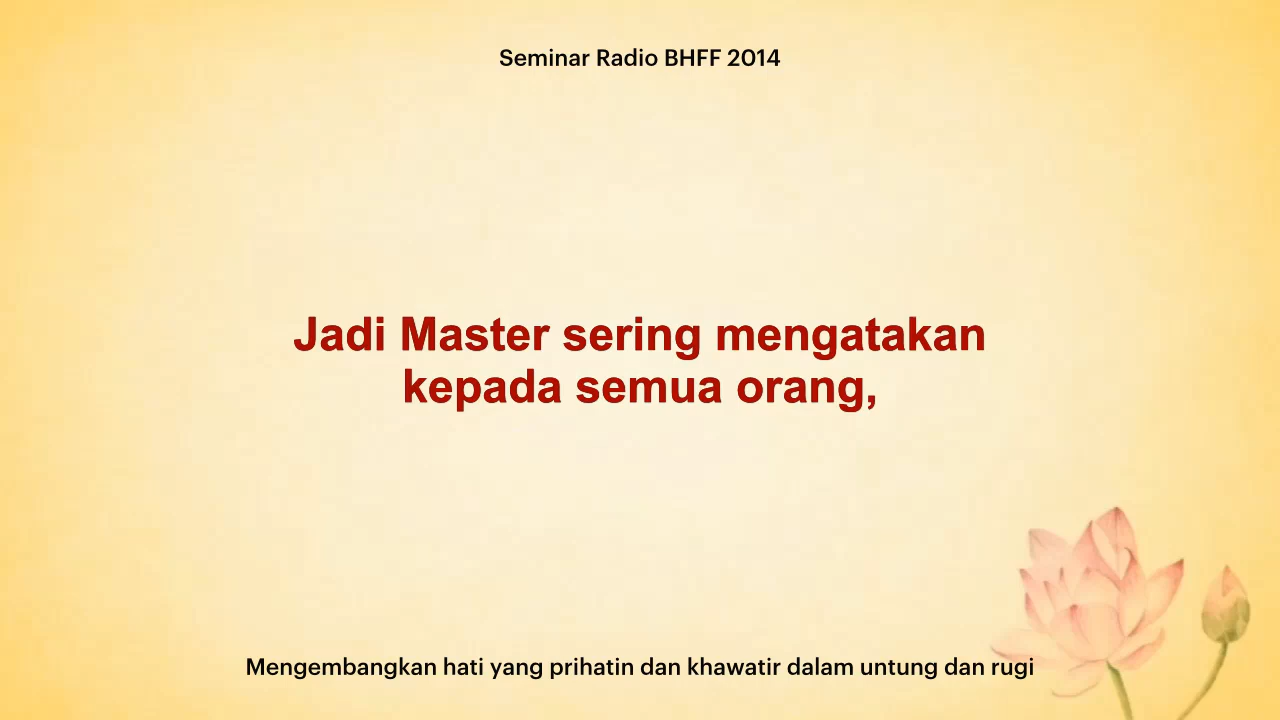 Seminar Radio BHFF 2014
Jadi Master sering mengatakan
kepada semua orang,
Mengembangkan hati yang prihatin dan khawatir dalam untung dan rugi